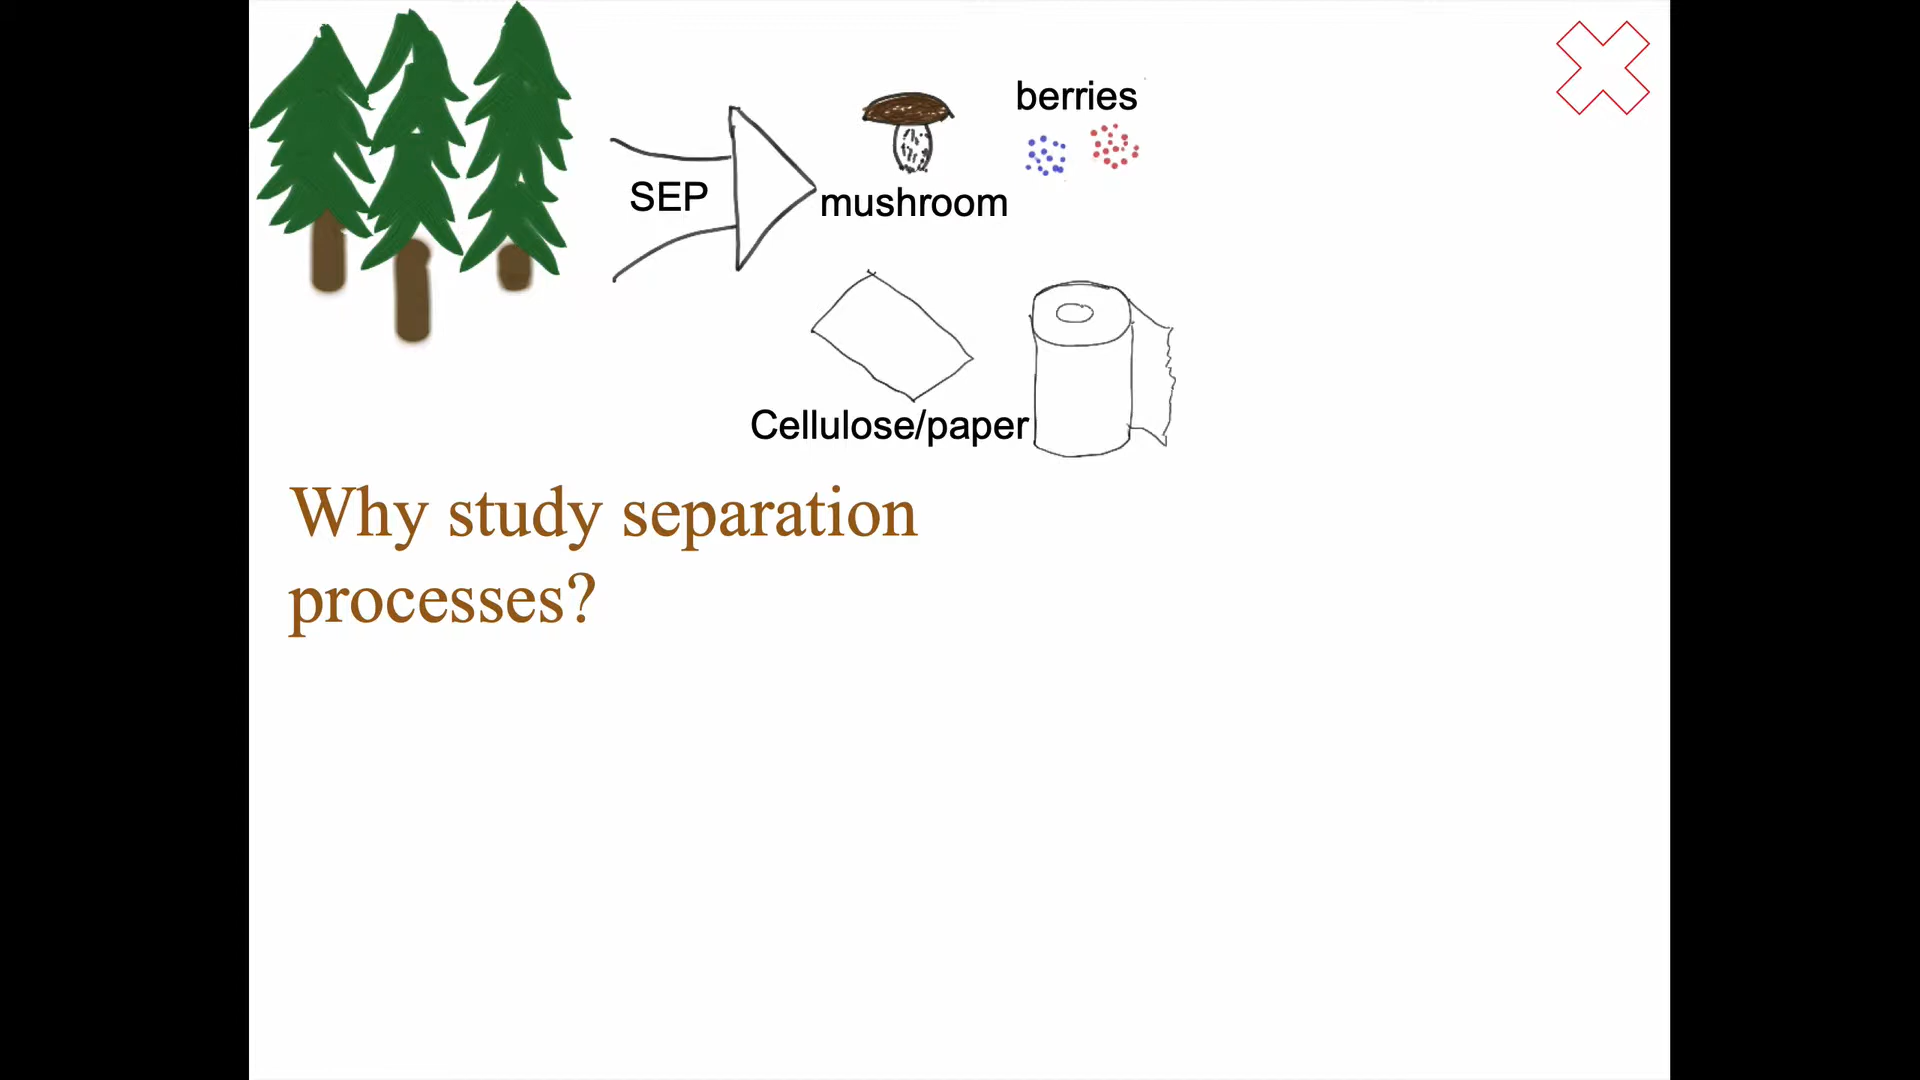 berries
SEP
mushroom
Cellulose/paper
Why study separation
processes?